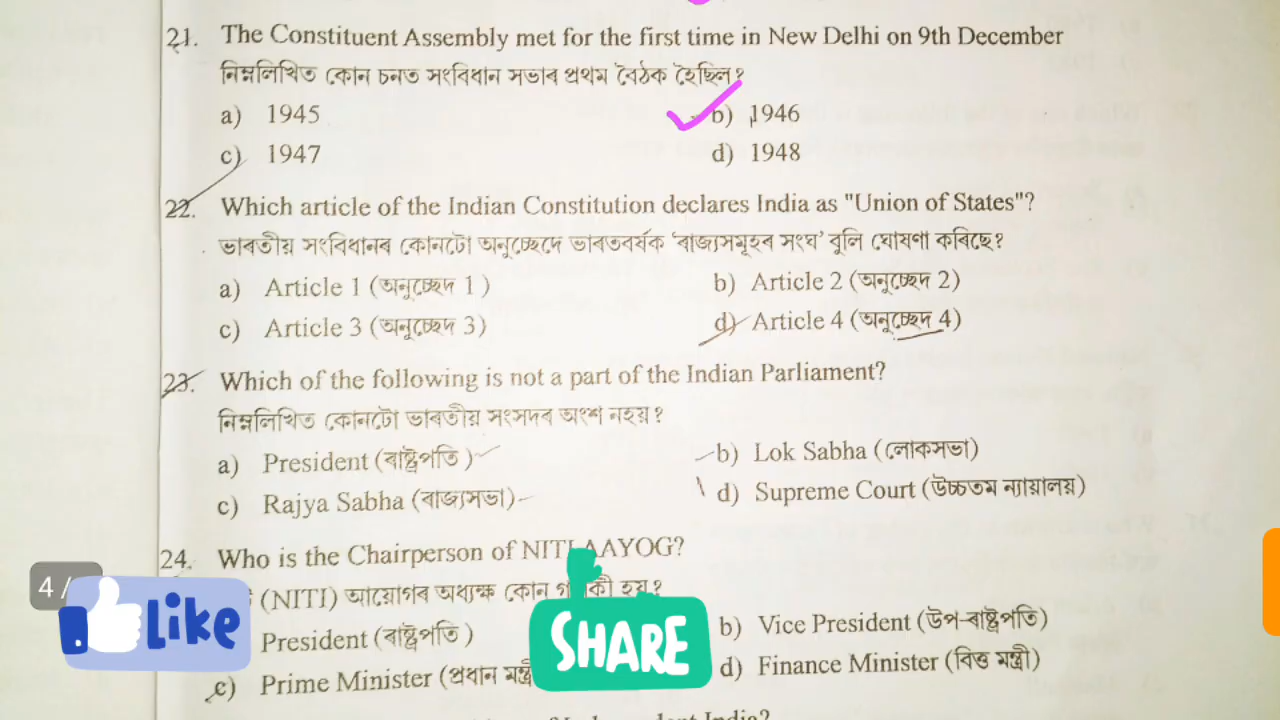 21. The Constituent Assembly met for the first time in New Delhi on 9th December
নিম্নলিখিত কোন চনত সংবিধান সভাৰ প্ৰথম বৈঠক হৈছিল?
a) 1945 b) 1946
c) 1947 d) 1948
22. Which article of the Indian Constitution declares India as "Union of States"?
ভাৰতীয় সংবিধানৰ কোনটো অনুচ্ছেদে ভাৰতবৰ্ষক ‘ৰাজ্যসমূহৰ সংঘ’ বুলি ঘোষণা কৰিছে?
a) Article 1 (অনুচ্ছেদ 1) b) Article 2 (অনুচ্ছেদ 2)
c) Article 3 (অনুচ্ছেদ 3) d) Article 4 (অনুচ্ছেদ 4)
23. Which of the following is not a part of the Indian Parliament?
নিম্নলিখিত কোনটো ভাৰতীয় সংসদৰ অংশ নহয়?
a) President (ৰাষ্ট্ৰপতি) b) Lok Sabha (লোকসভা)
c) Rajya Sabha (ৰাজ্যসভা) d) Supreme Court (উচ্চতম ন্যায়ালয়)
24. Who is the Chairperson of NITI AAYOG?
(NITI) আয়োগৰ অধ্যক্ষ কোন হয়?
President (ৰাষ্ট্ৰপতি) b) Vice President (উপ-ৰাষ্ট্ৰপতি)
c) Prime Minister (প্ৰধান d) Finance Minister (বিত্ত মন্ত্ৰী)
India?
4/
Like
SHARE